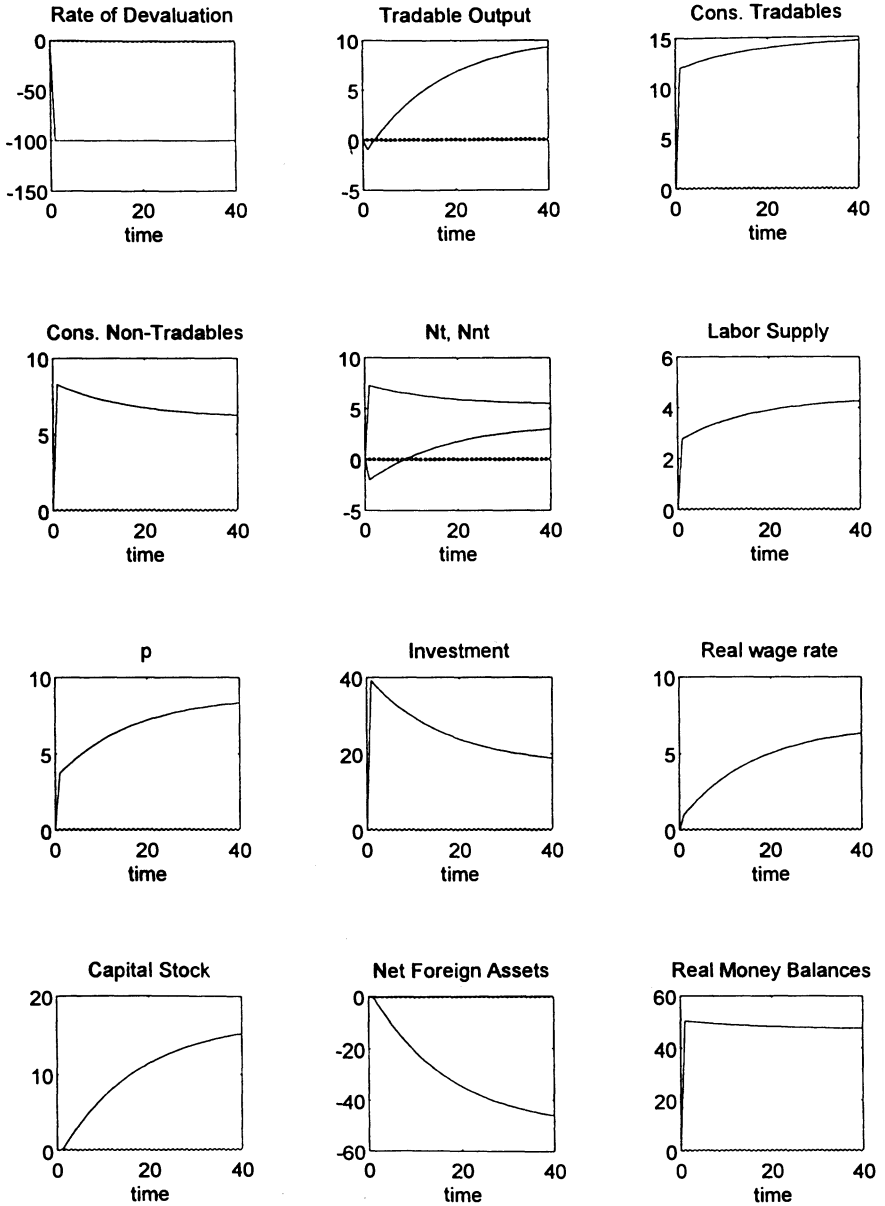 Rate of Devaluation
0
-50
-100
-150
0 20 40
time
Tradable Output
10
5
0
-5
0 20 40
time
Cons. Tradables
15
10
5
0
0 20 40
time
Cons. Non-Tradables
10
5
0
0 20 40
time
Nt, Nnt
10
5
0
-5
0 20 40
time
Labor Supply
6
4
2
0
0 20 40
time
p
10
5
0
0 20 40
time
Investment
40
20
0
0 20 40
time
Real wage rate
10
5
0
0 20 40
time
Capital Stock
20
10
0
0 20 40
time
Net Foreign Assets
0
-20
-40
-60
0 20 40
time
Real Money Balances
60
40
20
0
0 20 40
time